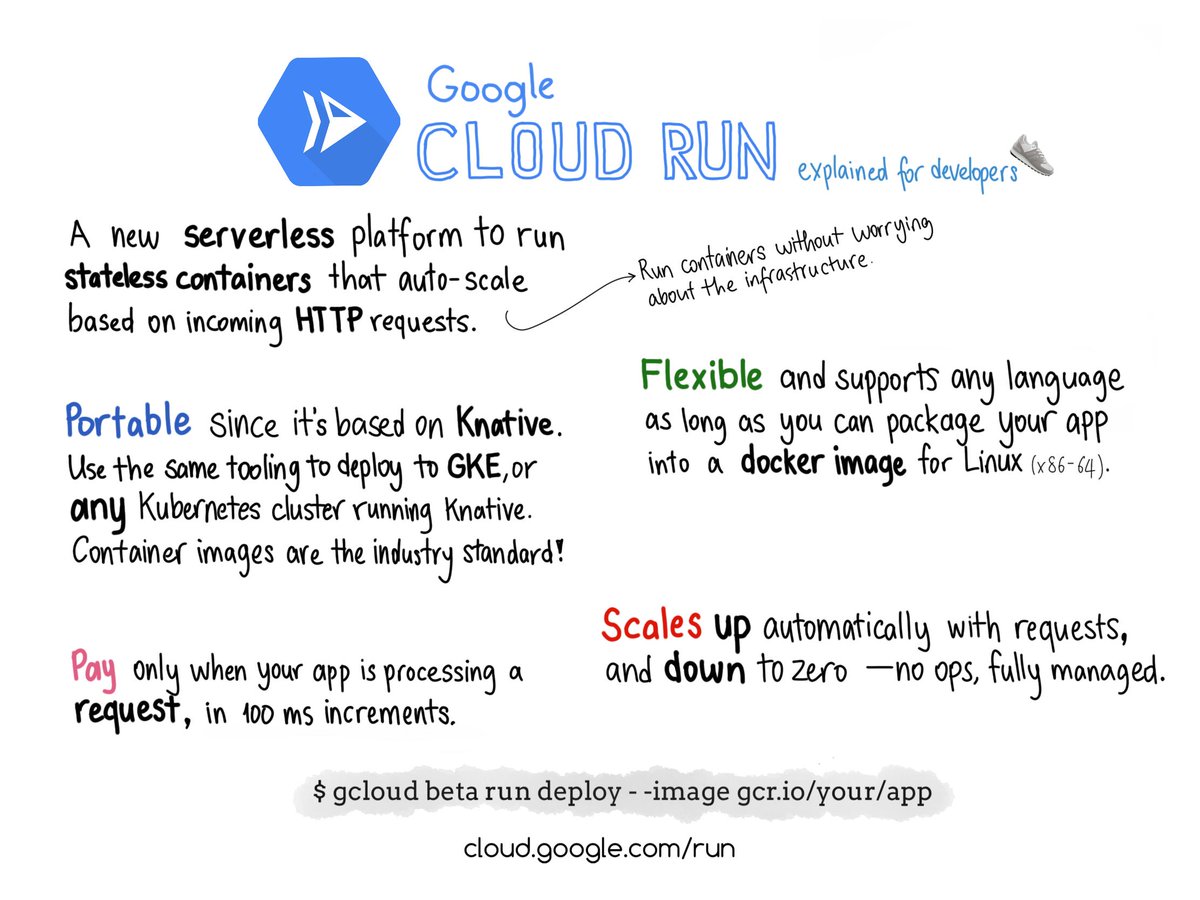 Google
CLOUD RUN
explained for developers
A new serverless platform to run
stateless containers that auto-scale
based on incoming HTTP requests.
Run containers without worrying
about the infrastructure.
Portable since it's based on Knative.
Use the same tooling to deploy to GKE, or
any Kubernetes cluster running Knative.
Container images are the industry standard!
Flexible and supports any language
as long as you can package your app
into a docker image for Linux (x86-64).
Pay only when your app is processing a
request, in 100 ms increments.
Scales up automatically with requests,
and down to zero —no ops, fully managed.
$ gcloud beta run deploy - -image gcr.io/your/app
cloud.google.com/run